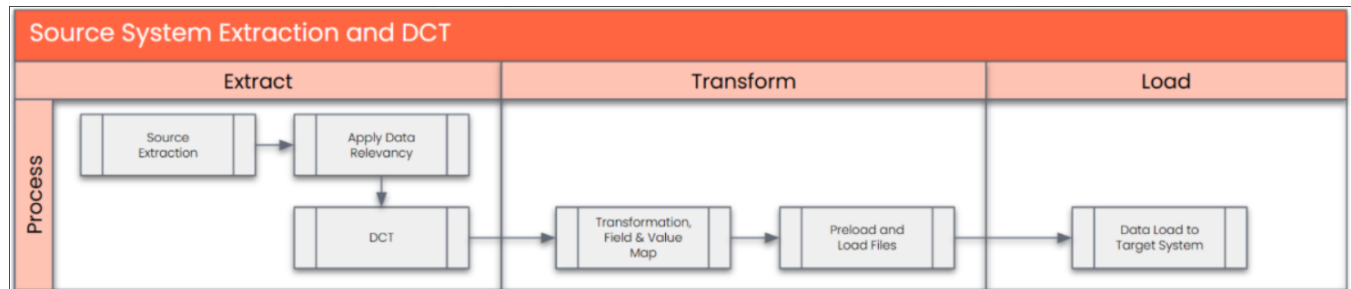 Source System Extraction and DCT
Extract
Transform
Load
Process
Source
Extraction
Apply Data
Relevancy
DCT
Transformation,
Field & Value
Map
Preload and
Load Files
Data Load to
Target System